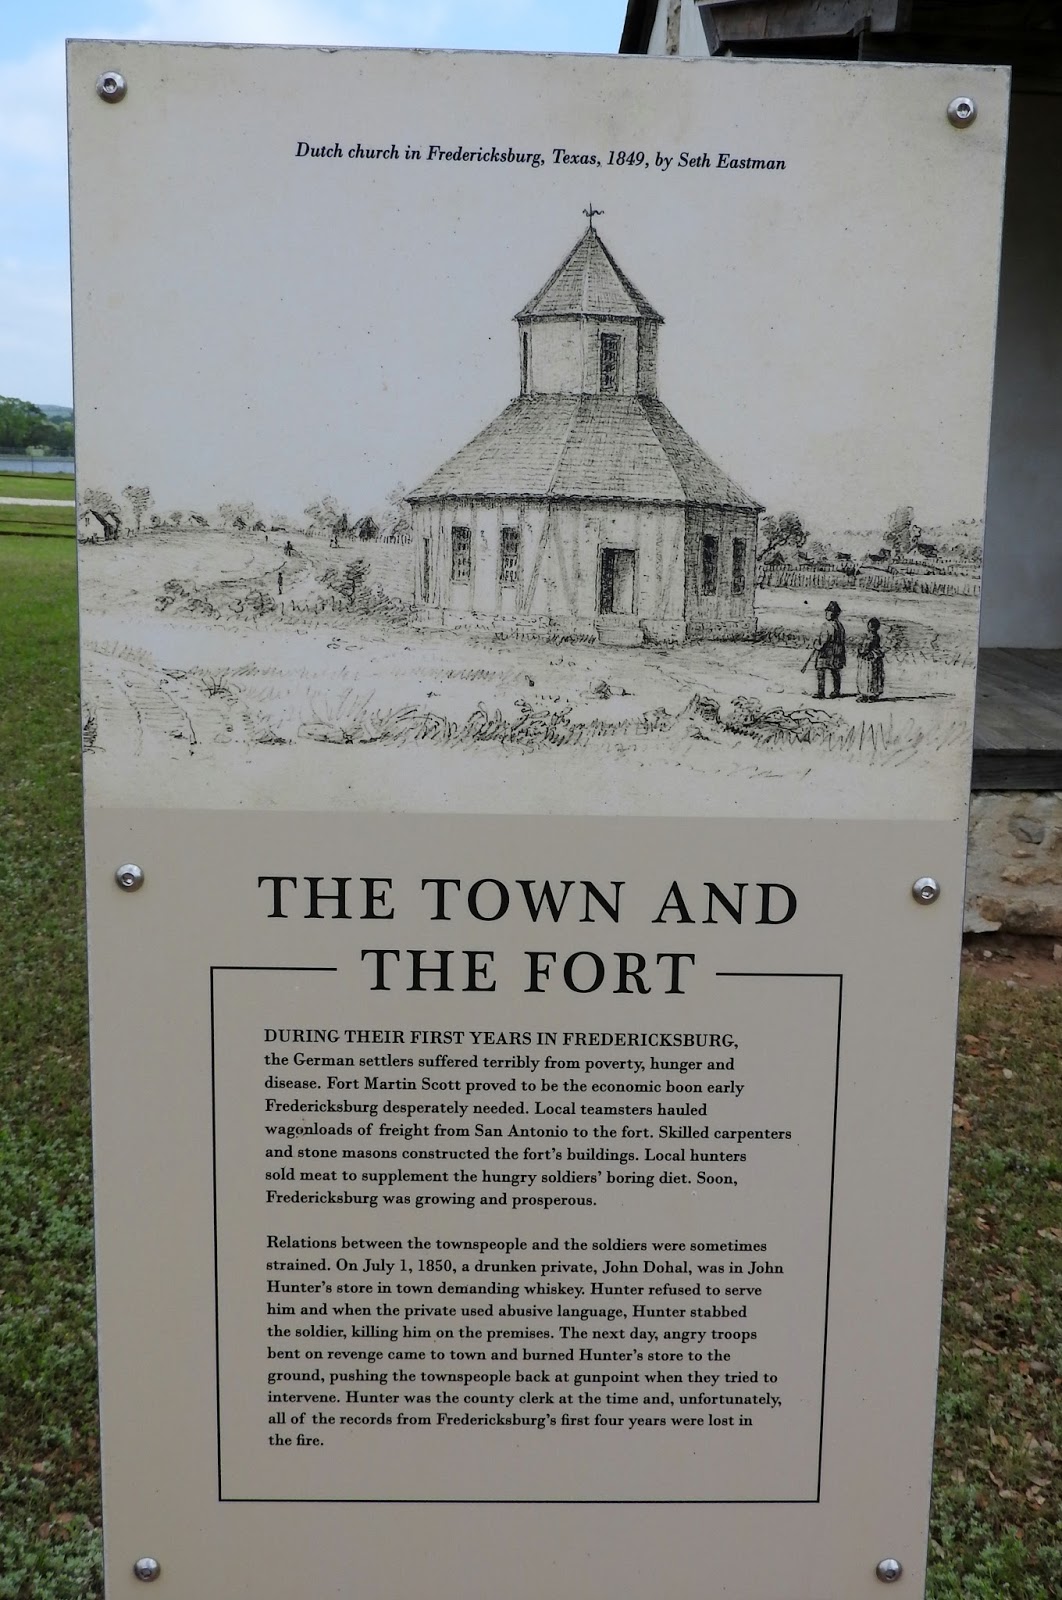 Dutch church in Fredericksburg, Texas, 1849, by Seth Eastman
THE TOWN AND
THE FORT
DURING THEIR FIRST YEARS IN FREDERICKSBURG,
the German settlers suffered terribly from poverty, hunger and
disease. Fort Martin Scott proved to be the economic boon early
Fredericksburg desperately needed. Local teamsters hauled
wagonloads of freight from San Antonio to the fort. Skilled carpenters
and stone masons constructed the fort's buildings. Local hunters
sold meat to supplement the hungry soldiers' boring diet. Soon,
Fredericksburg was growing and prosperous.
Relations between the townspeople and the soldiers were sometimes
strained. On July 1, 1850, a drunken private, John Dohal, was in John
Hunter's store in town demanding whiskey. Hunter refused to serve
him and when the private used abusive language, Hunter stabbed
the soldier, killing him on the premises. The next day, angry troops
bent on revenge came to town and burned Hunter's store to the
ground, pushing the townspeople back at gunpoint when they tried to
intervene. Hunter was the county clerk at the time and, unfortunately,
all of the records from Fredericksburg's first four years were lost in
the fire.